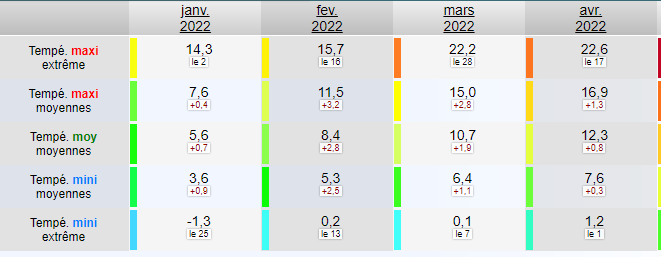 janv. fev. mars avr.
2022 2022 2022 2022
Tempé. maxi 14,3 15,7 22,2 22,6
extrême le 2 le 16 le 28 le 17
Tempé. maxi 7,6 11,5 15,0 16,9
moyennes +0,4 +3,2 +2,8 +1,3
Tempé. moy 5,6 8,4 10,7 12,3
moyennes +0,7 +2,8 +1,9 +0,8
Tempé. mini 3,6 5,3 6,4 7,6
moyennes +0,9 +2,5 +1,1 +0,3
Tempé. mini -1,3 0,2 0,1 1,2
extrême le 25 le 13 le 7 le 1